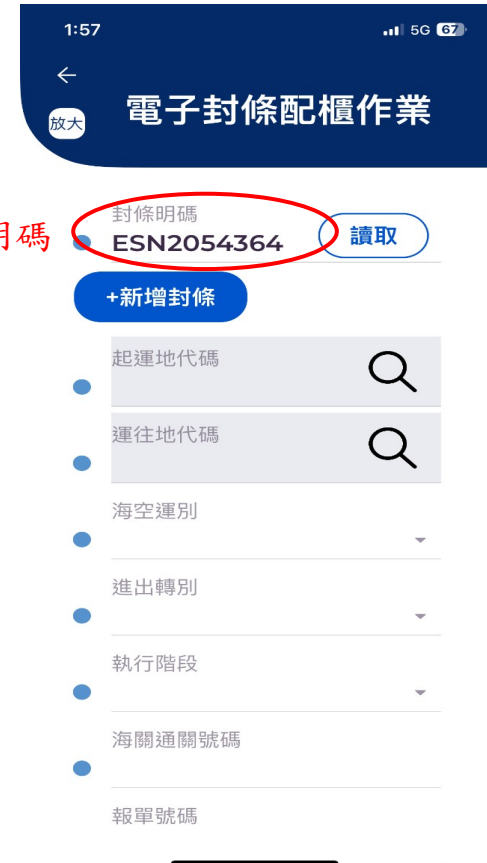 1:57 5G 67
放大
電子封條配櫃作業
明碼
封條明碼
ESN2054364 讀取
+新增封條
起運地代碼
運往地代碼
海空運別
進出轉別
執行階段
海關通關號碼
報單號碼